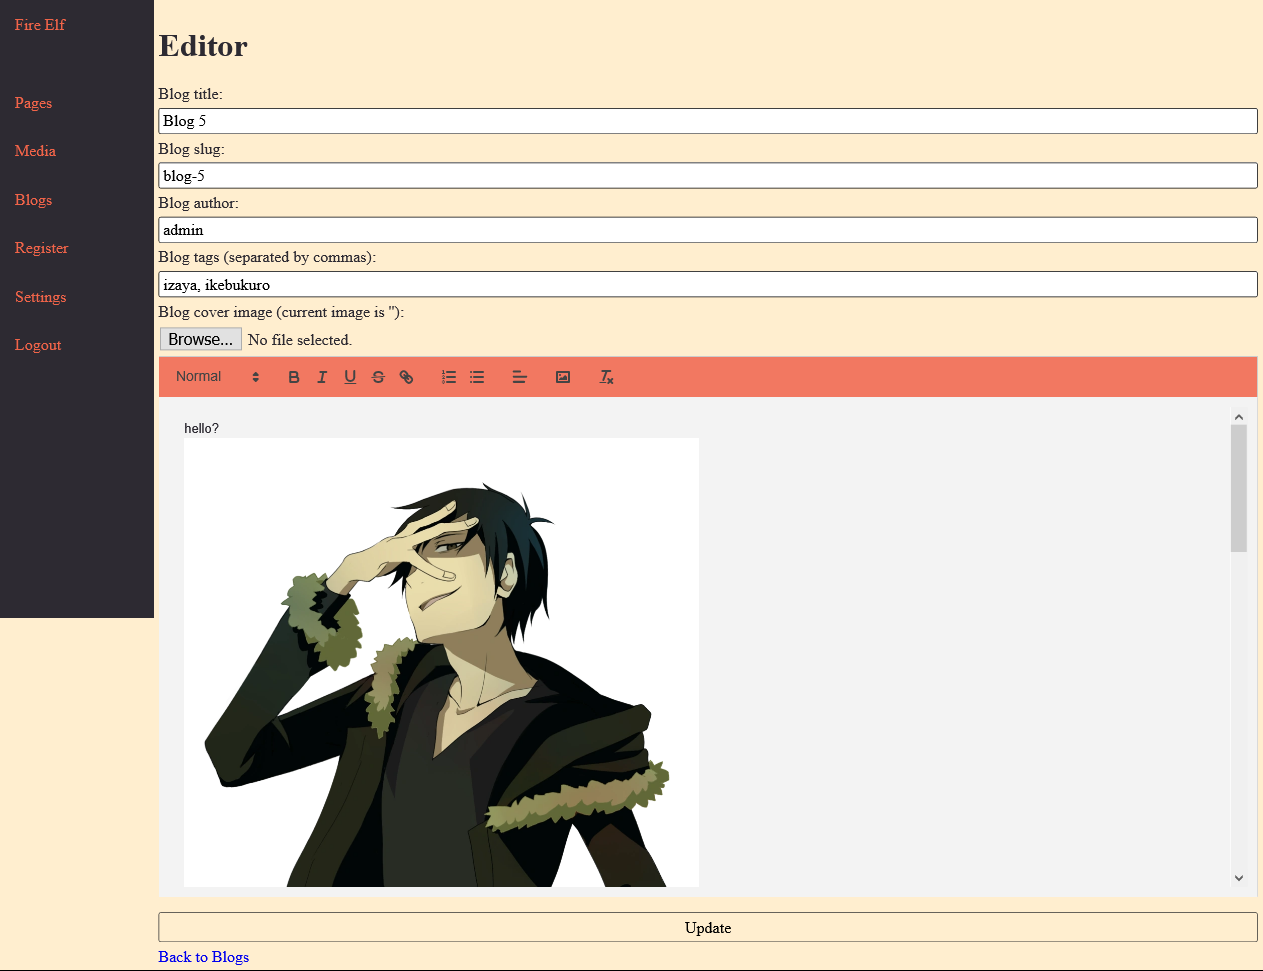 Fire Elf
Pages
Media
Blogs
Register
Settings
Logout
Editor
Blog title:
Blog 5
Blog slug:
blog-5
Blog author:
admin
Blog tags (separated by commas):
izaya, ikebukuro
Blog cover image (current image is ''):
Browse... No file selected.
Normal
hello?
Update
Back to Blogs